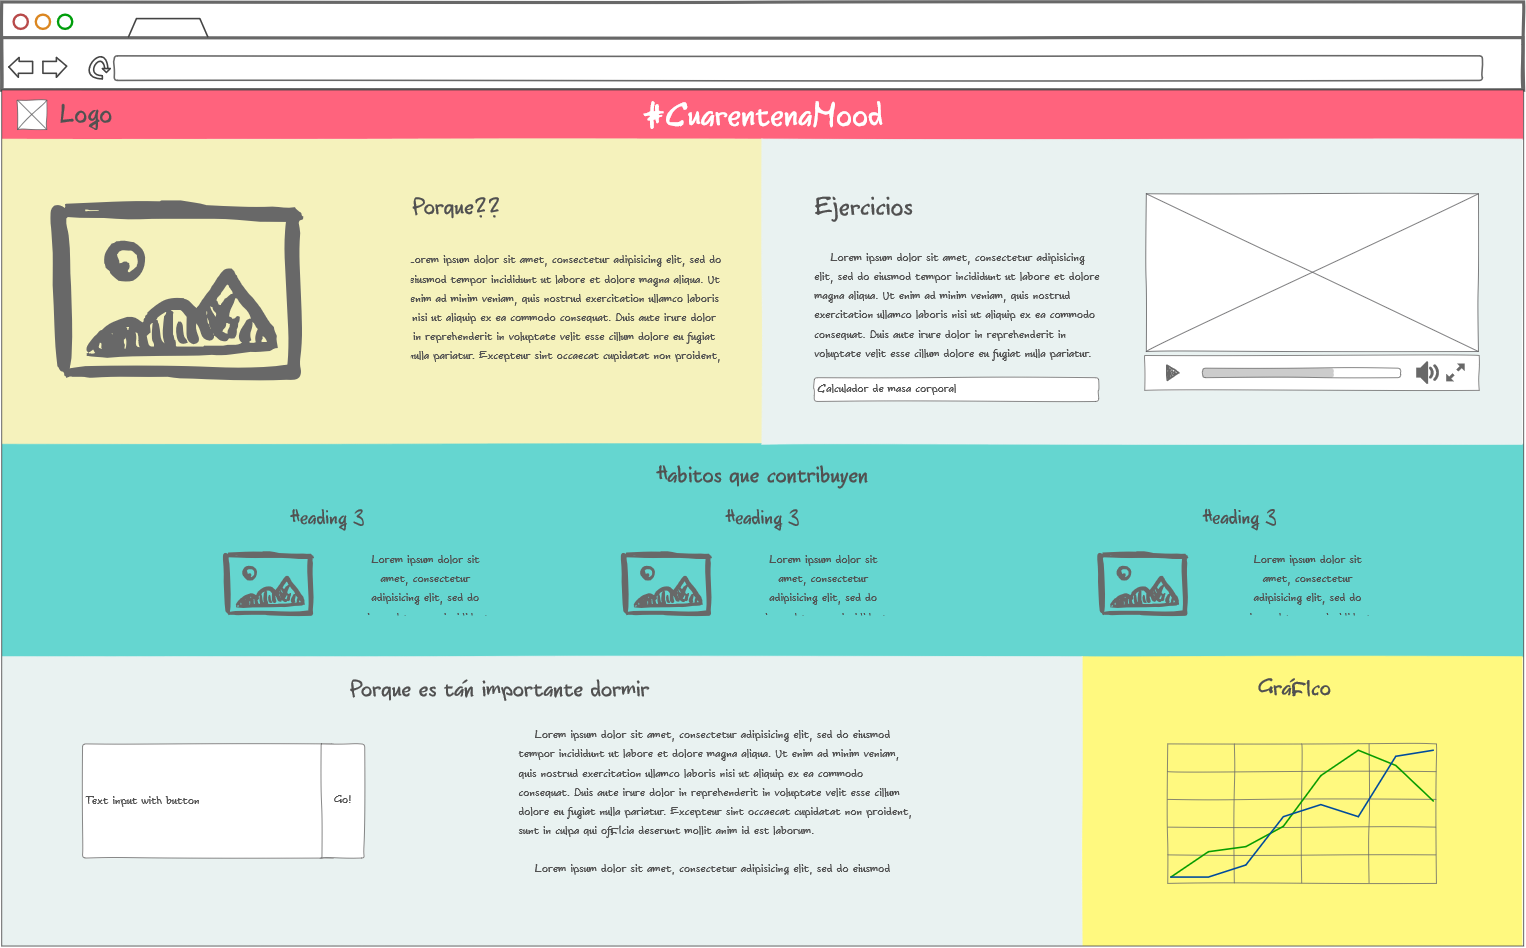 Logo
#CuarentenaMood
Porque??
orem ipsum dolor sit amet, consectetur adipisicing elit, sed do
eiusmod tempor incididunt ut labore et dolore magna aliqua. Ut
enim ad minim veniam, quis nostrud exercitation ullamco laboris
nisi ut aliquip ex ea commodo consequat. Duis aute irure dolor
in reprehenderit in voluptate velit esse cillum dolore eu fugiat
nulla pariatur. Excepteur sint occaecat cupidatat non proident,
Ejercicios
Lorem ipsum dolor sit amet, consectetur adipisicing
elit, sed do eiusmod tempor incididunt ut labore et dolore
magna aliqua. Ut enim ad minim veniam, quis nostrud
exercitation ullamco laboris nisi ut aliquip ex ea commodo
consequat. Duis aute irure dolor in reprehenderit in
voluptate velit esse cillum dolore eu fugiat nulla pariatur.
Calculador de masa corporal
Habitos que contribuyen
Heading 3
Lorem ipsum dolor sit
amet, consectetur
adipisicing elit, sed do
Heading 3
Lorem ipsum dolor sit
amet, consectetur
adipisicing elit, sed do
Heading 3
Lorem ipsum dolor sit
amet, consectetur
adipisicing elit, sed do
Porque es tán importante dormir
Text input with button
Go!
Lorem ipsum dolor sit amet, consectetur adipisicing elit, sed do eiusmod
tempor incididunt ut labore et dolore magna aliqua. Ut enim ad minim veniam,
quis nostrud exercitation ullamco laboris nisi ut aliquip ex ea commodo
consequat. Duis aute irure dolor in reprehenderit in voluptate velit esse cillum
dolore eu fugiat nulla pariatur. Excepteur sint occaecat cupidatat non proident,
sunt in culpa qui officia deserunt mollit anim id est laborum.
Lorem ipsum dolor sit amet, consectetur adipisicing elit, sed do eiusmod
Gráfico